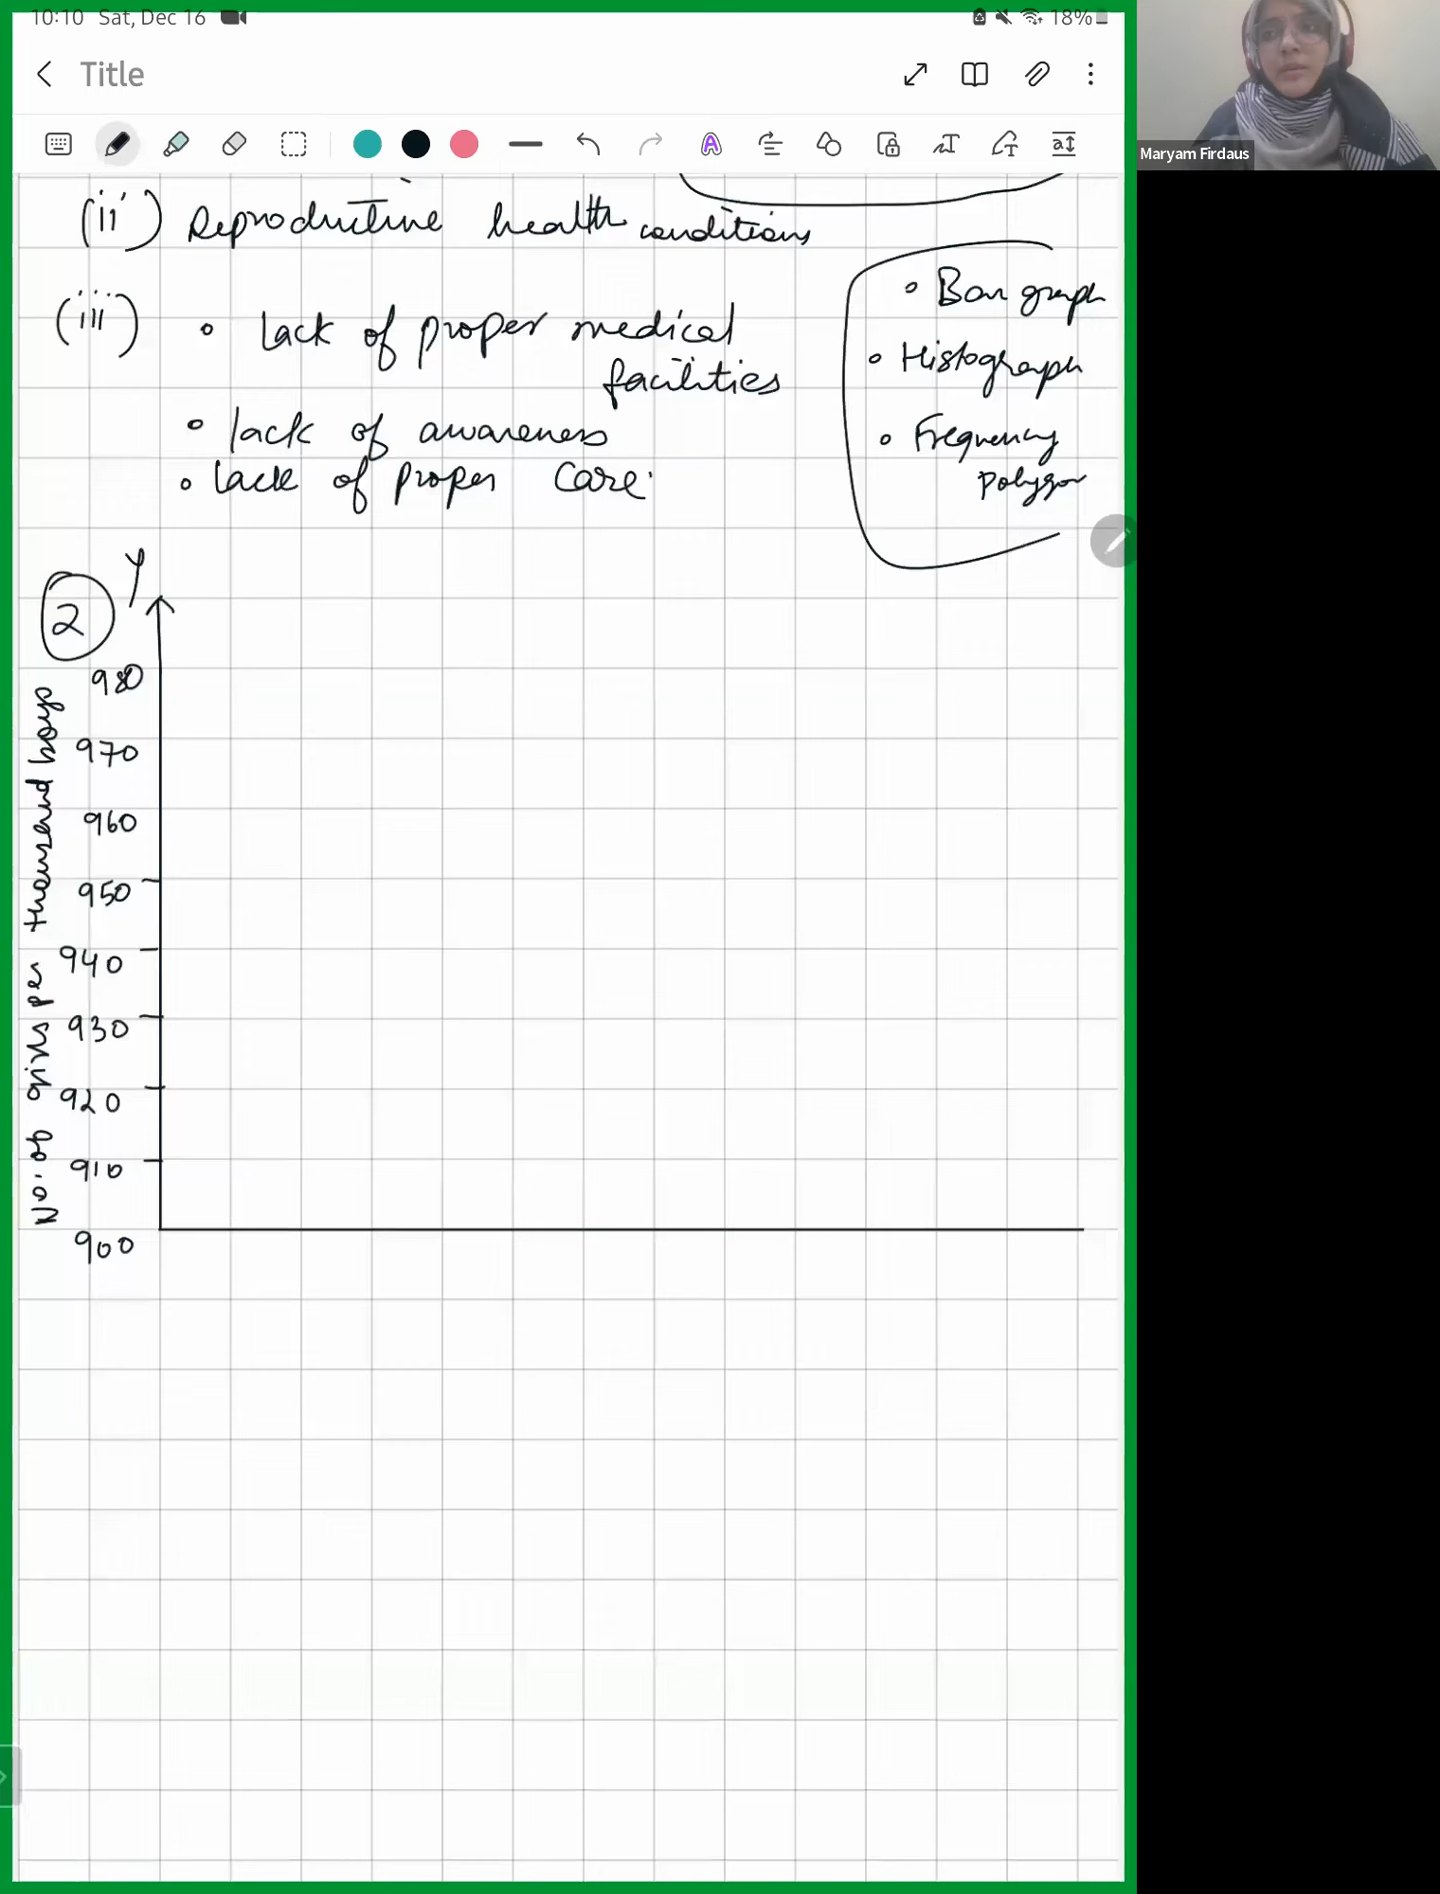 10:10 Sat, Dec 16
18%
Title
Maryam Firdaus
(ii) Reproductive health conditions
(iii) • lack of proper medical
facilities
• lack of awareness
• lack of proper care.
• Bar graph
• Histograph
• Frequency
polygon
2
Y
No. of girls per thousand boys
980
970
960
950
940
930
920
910
900